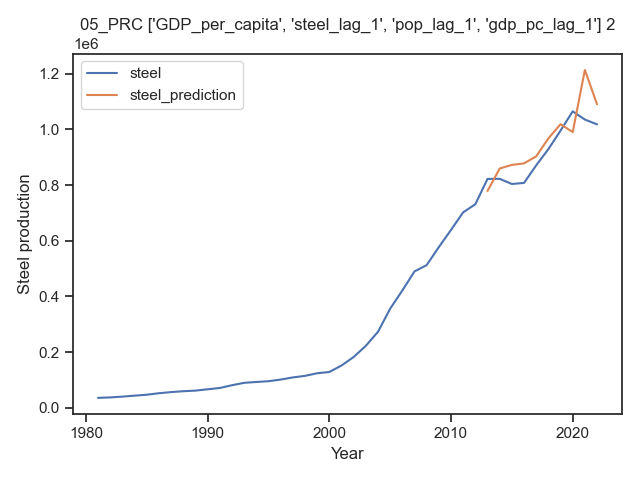 05_PRC ['GDP_per_capita', 'steel_lag_1', 'pop_lag_1', 'gdp_pc_lag_1'] 2
1e6
steel
steel_prediction
1.2
1.0
0.8
0.6
0.4
0.2
0.0
Steel production
1980 1990 2000 2010 2020
Year